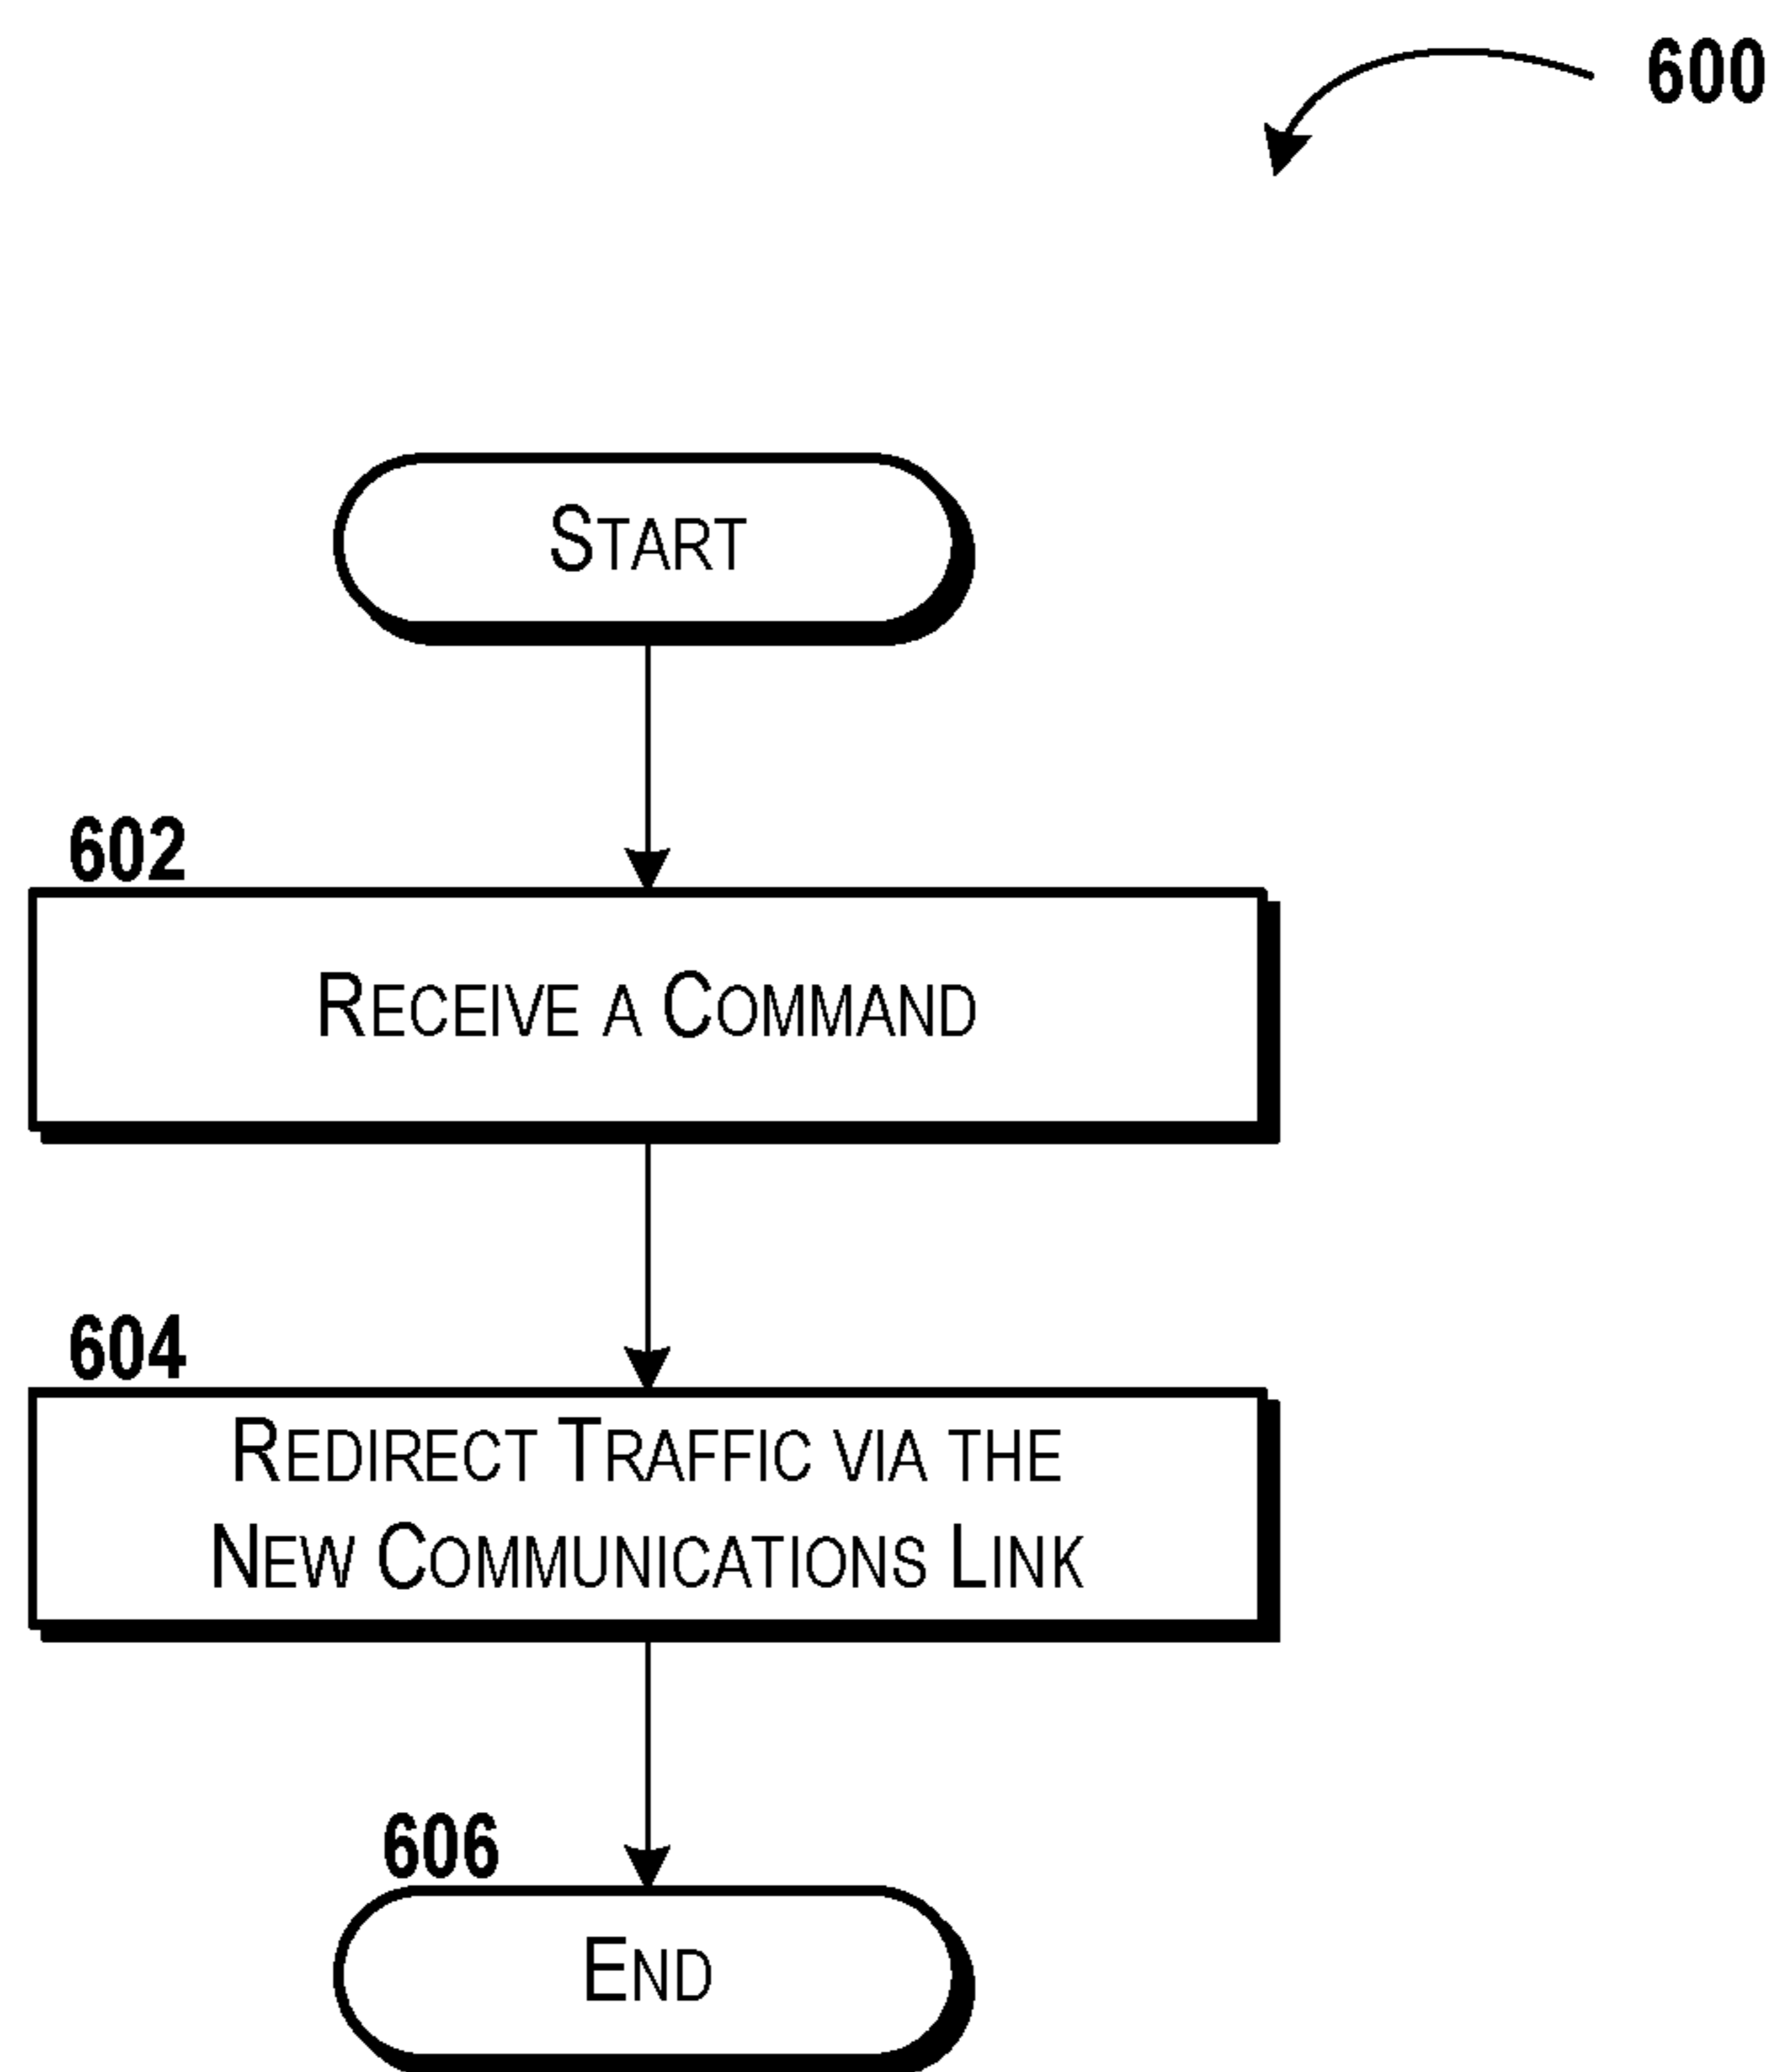 600
START
602
RECEIVE A COMMAND
604
REDIRECT TRAFFIC VIA THE
NEW COMMUNICATIONS LINK
606
END